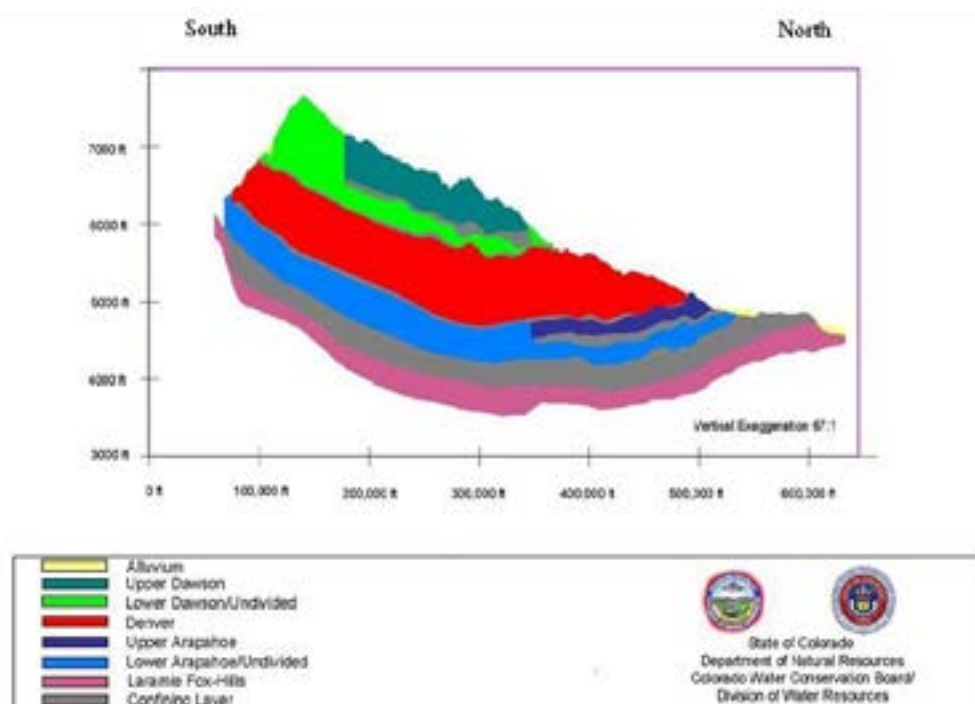 South North
7000 ft
6000 ft
5000 ft
4000 ft
3000 ft
Vertical Exaggeration 67:1
0 ft 100,000 ft 200,000 ft 300,000 ft 400,000 ft 500,000 ft 600,000 ft
Alluvium
Upper Dawson
Lower Dawson/Undivided
Denver
Upper Arapahoe
Lower Arapahoe/Undivided
Laramie Fox-Hills
Confining Layer
State of Colorado
Department of Natural Resources
Colorado Water Conservation Board/
Division of Water Resources